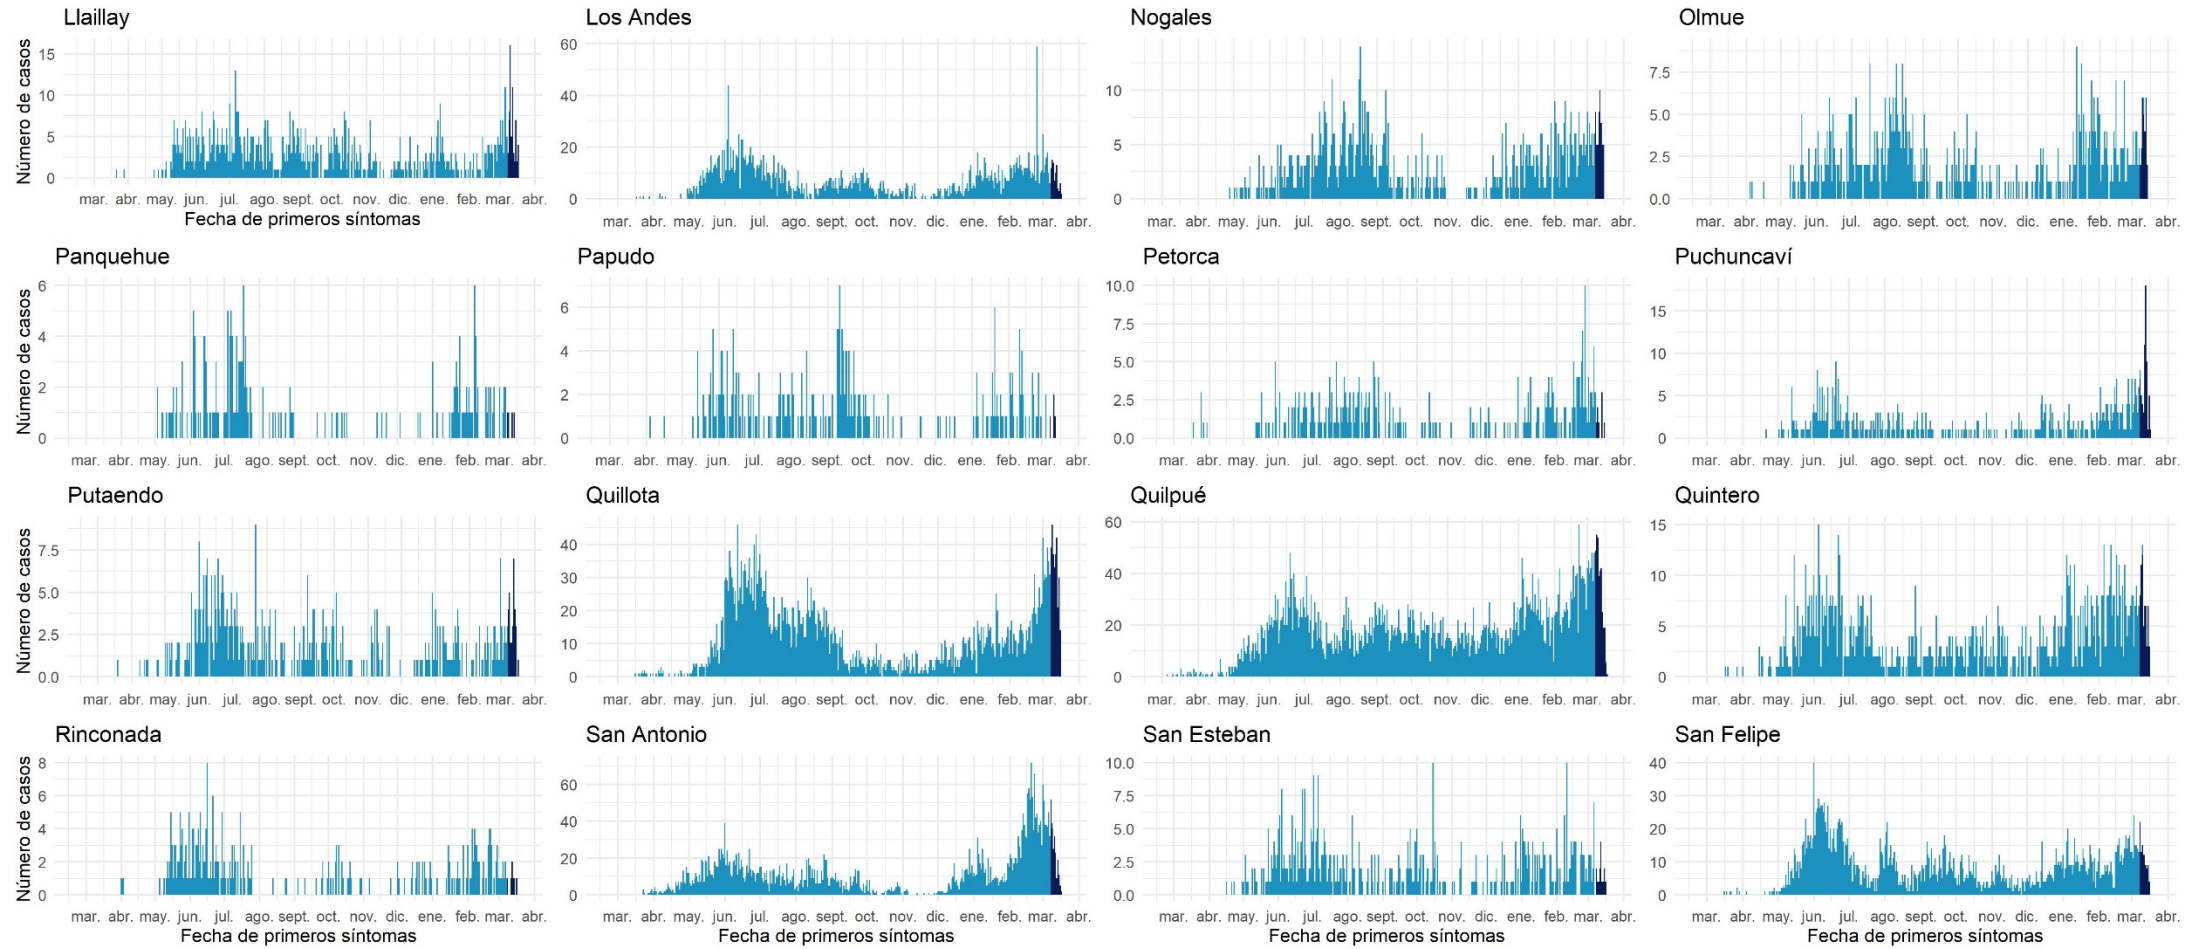 Llaillay
Los Andes
Nogales
Olmue
Número de casos
15
10
5
0
60
40
20
0
10
5
0
7.5
5.0
2.5
0.0
mar. abr. may. jun. jul. ago. sept. oct. nov. dic. ene. feb. mar. abr.
mar. abr. may. jun. jul. ago. sept. oct. nov. dic. ene. feb. mar. abr.
mar. abr. may. jun. jul. ago. sept. oct. nov. dic. ene. feb. mar. abr.
mar. abr. may. jun. jul. ago. sept. oct. nov. dic. ene. feb. mar. abr.
Fecha de primeros síntomas
Panquehue
Papudo
Petorca
Puchuncaví
Número de casos
6
4
2
0
6
4
2
0
10.0
7.5
5.0
2.5
0.0
15
10
5
0
mar. abr. may. jun. jul. ago. sept. oct. nov. dic. ene. feb. mar. abr.
mar. abr. may. jun. jul. ago. sept. oct. nov. dic. ene. feb. mar. abr.
mar. abr. may. jun. jul. ago. sept. oct. nov. dic. ene. feb. mar. abr.
mar. abr. may. jun. jul. ago. sept. oct. nov. dic. ene. feb. mar. abr.
Putaendo
Quillota
Quilpué
Quintero
Número de casos
7.5
5.0
2.5
0.0
40
30
20
10
0
60
40
20
0
15
10
5
0
mar. abr. may. jun. jul. ago. sept. oct. nov. dic. ene. feb. mar. abr.
mar. abr. may. jun. jul. ago. sept. oct. nov. dic. ene. feb. mar. abr.
mar. abr. may. jun. jul. ago. sept. oct. nov. dic. ene. feb. mar. abr.
mar. abr. may. jun. jul. ago. sept. oct. nov. dic. ene. feb. mar. abr.
Rinconada
San Antonio
San Esteban
San Felipe
Número de casos
8
6
4
2
0
60
40
20
0
10.0
7.5
5.0
2.5
0.0
40
30
20
10
0
mar. abr. may. jun. jul. ago. sept. oct. nov. dic. ene. feb. mar. abr.
mar. abr. may. jun. jul. ago. sept. oct. nov. dic. ene. feb. mar. abr.
mar. abr. may. jun. jul. ago. sept. oct. nov. dic. ene. feb. mar. abr.
mar. abr. may. jun. jul. ago. sept. oct. nov. dic. ene. feb. mar. abr.
Fecha de primeros síntomas
Fecha de primeros síntomas
Fecha de primeros síntomas
Fecha de primeros síntomas